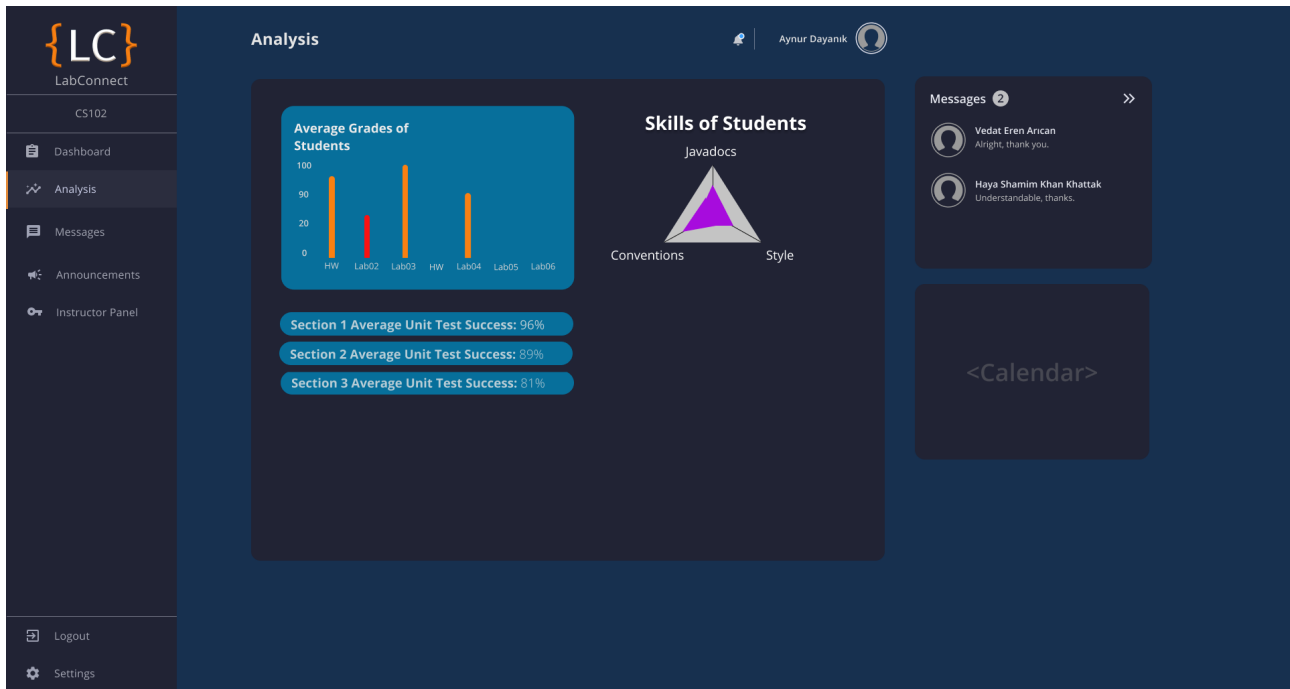 {LC}
LabConnect
CS102
Dashboard
Analysis
Messages
Announcements
Instructor Panel
Logout
Settings
Analysis
Aynur Dayanık
Average Grades of
Students
100
90
20
0
HW Lab02 Lab03 HW Lab04 Lab05 Lab06
Section 1 Average Unit Test Success: 96%
Section 2 Average Unit Test Success: 89%
Section 3 Average Unit Test Success: 81%
Skills of Students
Javadocs
Conventions Style
Messages 2
Vedat Eren Arıcan
Alright, thank you.
Haya Shamim Khan Khattak
Understandable, thanks.
<Calendar>